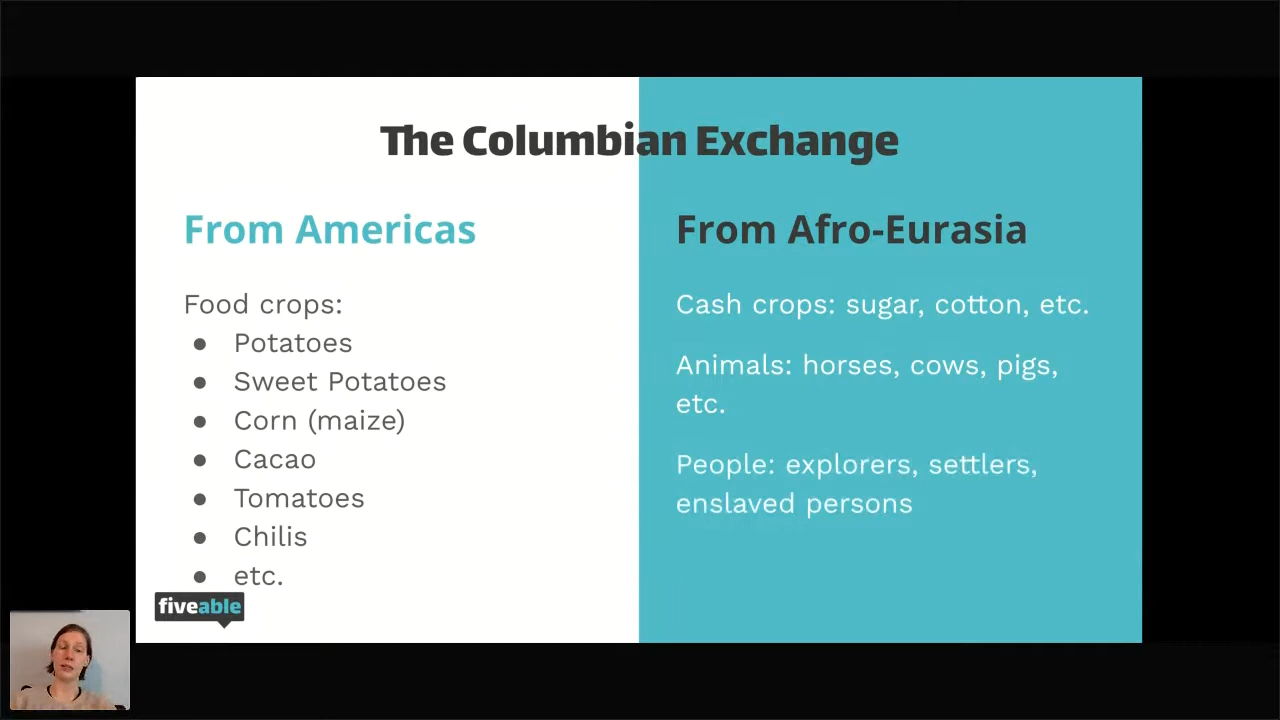 The Columbian Exchange
From Americas
Food crops:
● Potatoes
● Sweet Potatoes
● Corn (maize)
● Cacao
● Tomatoes
● Chilis
● etc.
fiveable
From Afro-Eurasia
Cash crops: sugar, cotton, etc.
Animals: horses, cows, pigs,
etc.
People: explorers, settlers,
enslaved persons